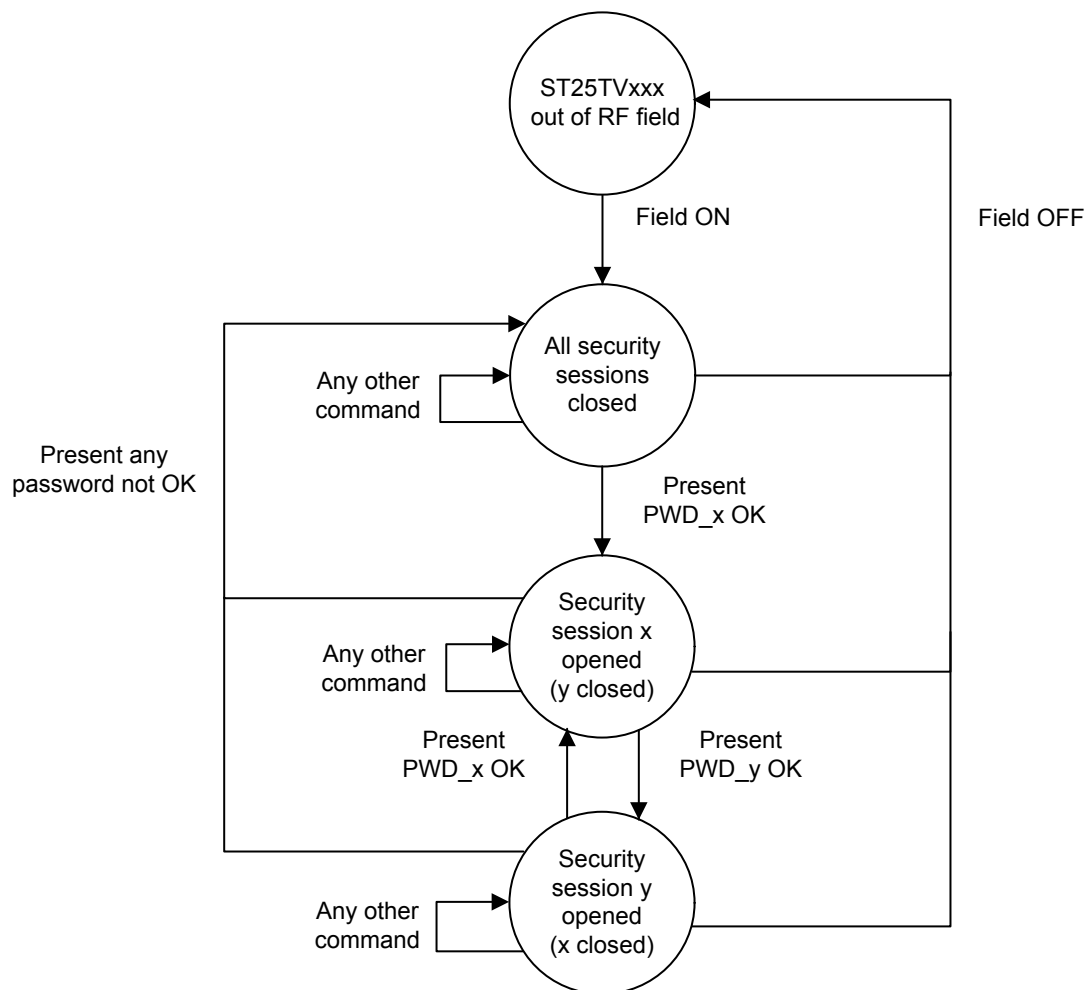 ST25TVxxx
out of RF field
Field ON
Field OFF
All security
sessions
closed
Any other
command
Present any
password not OK
Present
PWD_x OK
Security
session x
opened
(y closed)
Any other
command
Present
PWD_x OK
Present
PWD_y OK
Security
session y
opened
(x closed)
Any other
command